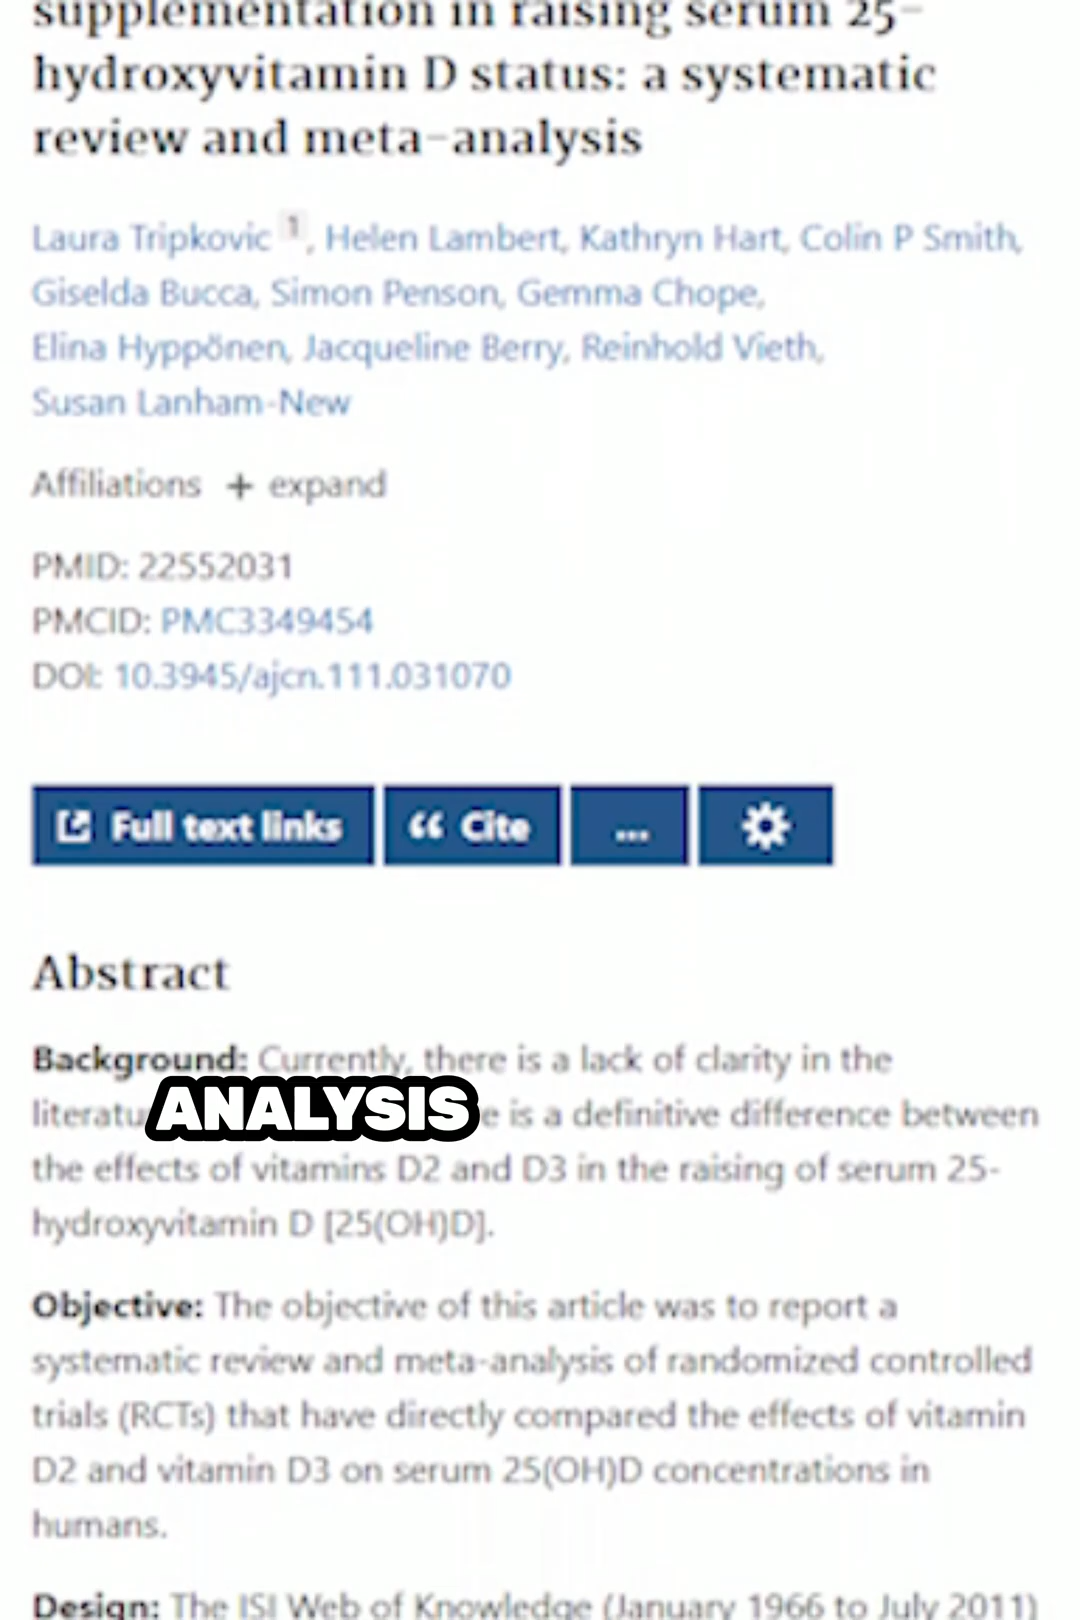 supplementation in raising serum 25-
hydroxyvitamin D status: a systematic
review and meta-analysis
Laura Tripkovic 1, Helen Lambert, Kathryn Hart, Colin P Smith,
Giselda Bucca, Simon Penson, Gemma Chope,
Elina Hyppönen, Jacqueline Berry, Reinhold Vieth,
Susan Lanham-New
Affiliations + expand
PMID: 22552031
PMCID: PMC3349454
DOI: 10.3945/ajcn.111.031070
Full text links
Cite
...
Abstract
Background: Currently, there is a lack of clarity in the
ANALYSIS
is a definitive difference between
the effects of vitamins D2 and D3 in the raising of serum 25-
hydroxyvitamin D [25(OH)D].
Objective: The objective of this article was to report a
systematic review and meta-analysis of randomized controlled
trials (RCTs) that have directly compared the effects of vitamin
D2 and vitamin D3 on serum 25(OH)D concentrations in
humans.
Design: The ISI Web of Knowledge (January 1966 to July 2011)